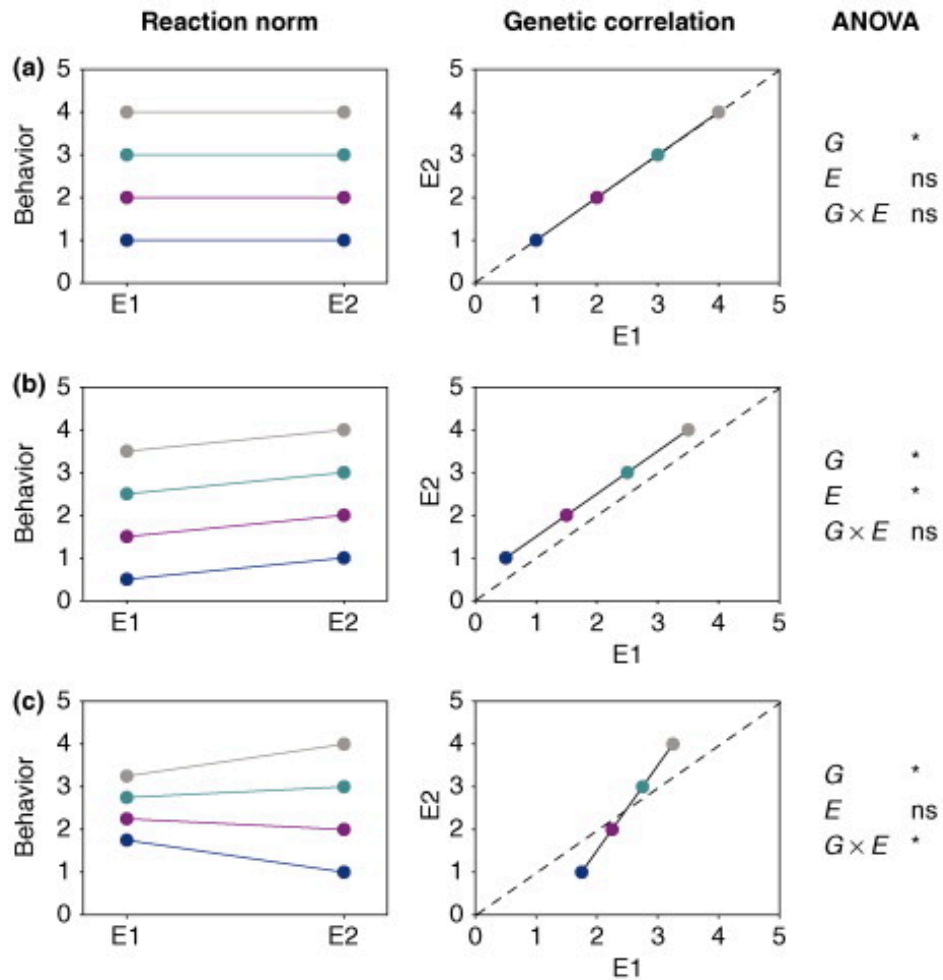 Reaction norm Genetic correlation ANOVA
(a)
5
4
3
2
1
0
Behavior
E1 E2
5
4
3
2
1
0
E2
0 1 2 3 4 5
E1
G *
E ns
G × E ns
(b)
5
4
3
2
1
0
Behavior
E1 E2
5
4
3
2
1
0
E2
0 1 2 3 4 5
E1
G *
E *
G × E ns
(c)
5
4
3
2
1
0
Behavior
E1 E2
5
4
3
2
1
0
E2
0 1 2 3 4 5
E1
G *
E ns
G × E *